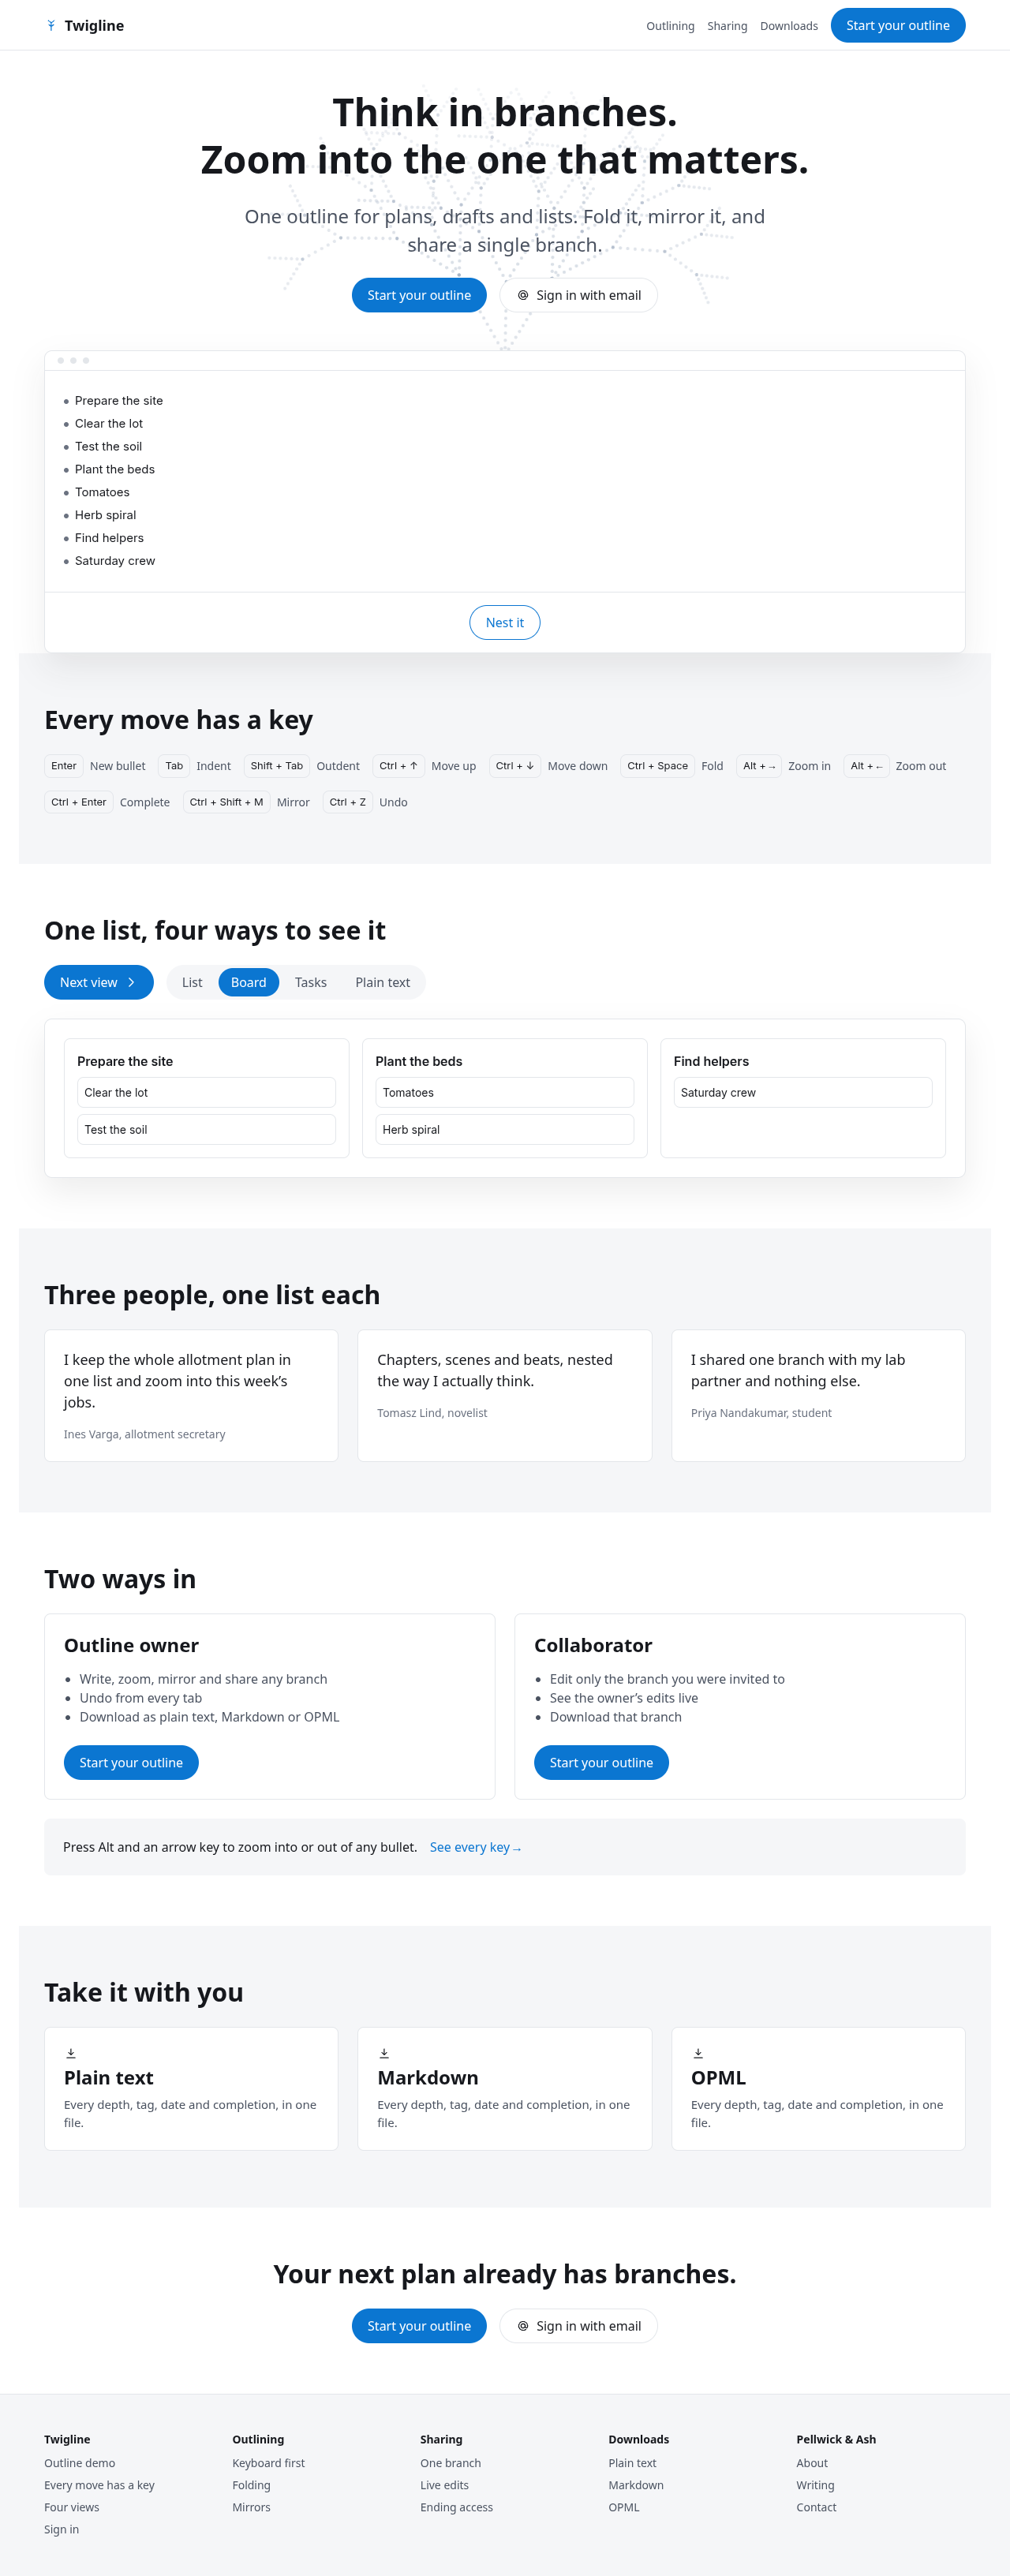 Twigline
Outlining Sharing Downloads Start your outline
Think in branches.
Zoom into the one that matters.
One outline for plans, drafts and lists. Fold it, mirror it, and
share a single branch.
Start your outline @ Sign in with email
Prepare the site
Clear the lot
Test the soil
Plant the beds
Tomatoes
Herb spiral
Find helpers
Saturday crew
Nest it
Every move has a key
Enter New bullet Tab Indent Shift + Tab Outdent Ctrl + ↑ Move up Ctrl + ↓ Move down Ctrl + Space Fold Alt + → Zoom in Alt + ← Zoom out
Ctrl + Enter Complete Ctrl + Shift + M Mirror Ctrl + Z Undo
One list, four ways to see it
Next view List Board Tasks Plain text
Prepare the site
Clear the lot
Test the soil
Plant the beds
Tomatoes
Herb spiral
Find helpers
Saturday crew
Three people, one list each
I keep the whole allotment plan in
one list and zoom into this week’s
jobs.
Ines Varga, allotment secretary
Chapters, scenes and beats, nested
the way I actually think.
Tomasz Lind, novelist
I shared one branch with my lab
partner and nothing else.
Priya Nandakumar, student
Two ways in
Outline owner
Write, zoom, mirror and share any branch
Undo from every tab
Download as plain text, Markdown or OPML
Start your outline
Collaborator
Edit only the branch you were invited to
See the owner’s edits live
Download that branch
Start your outline
Press Alt and an arrow key to zoom into or out of any bullet. See every key →
Take it with you
Plain text
Every depth, tag, date and completion, in one
file.
Markdown
Every depth, tag, date and completion, in one
file.
OPML
Every depth, tag, date and completion, in one
file.
Your next plan already has branches.
Start your outline @ Sign in with email
Twigline
Outline demo
Every move has a key
Four views
Sign in
Outlining
Keyboard first
Folding
Mirrors
Sharing
One branch
Live edits
Ending access
Downloads
Plain text
Markdown
OPML
Pellwick & Ash
About
Writing
Contact